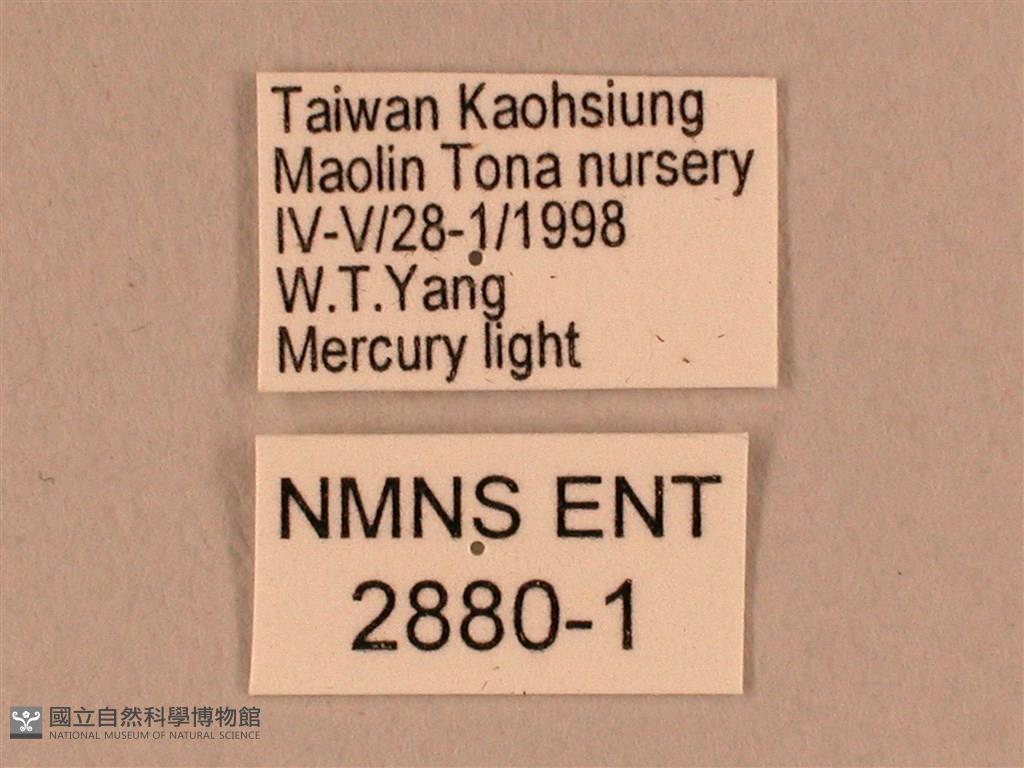 Taiwan Kaohsiung
Maolin Tona nursery
IV-V/28-1/1998
W.T.Yang
Mercury light
NMNS ENT
2880-1
國立自然科學博物館
NATIONAL MUSEUM OF NATURAL SCIENCE